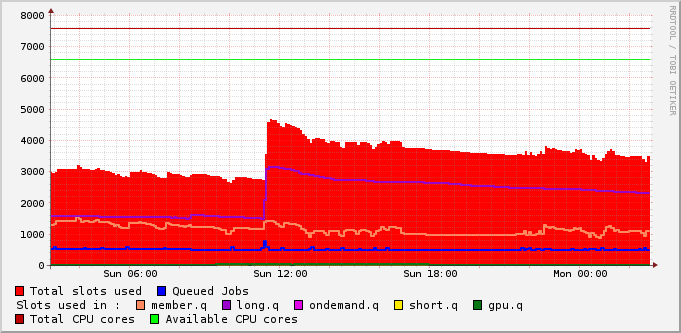 8000
7000
6000
5000
4000
3000
2000
1000
0
Sun 06:00 Sun 12:00 Sun 18:00 Mon 00:00
Total slots used Queued Jobs
Slots used in : member.q long.q ondemand.q short.q gpu.q
Total CPU cores Available CPU cores
RRDTOOL / TOBI OETIKER